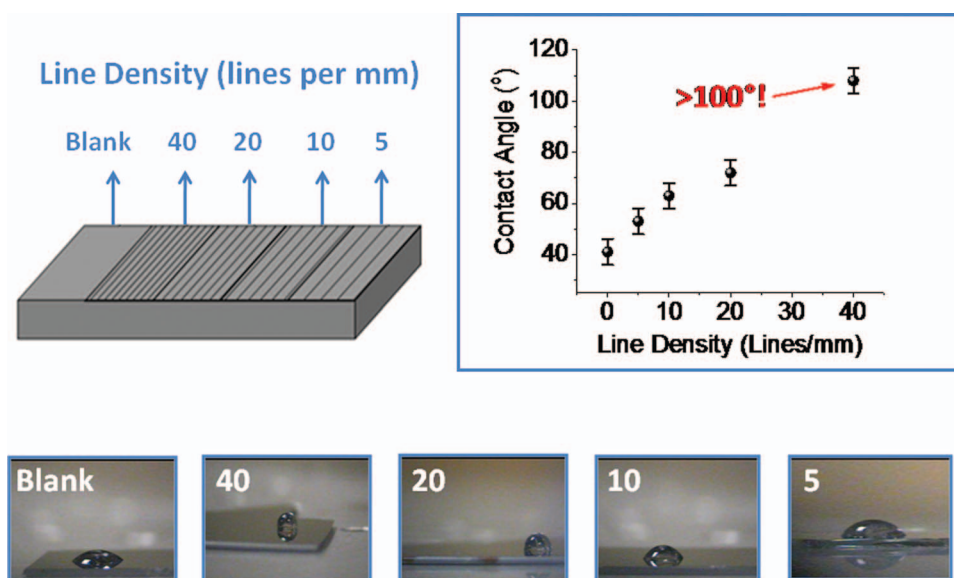 Line Density (lines per mm)
Blank 40 20 10 5
120
100
80
60
40
>100°!
Contact Angle (°)
0 10 20 30 40
Line Density (Lines/mm)
Blank
40
20
10
5